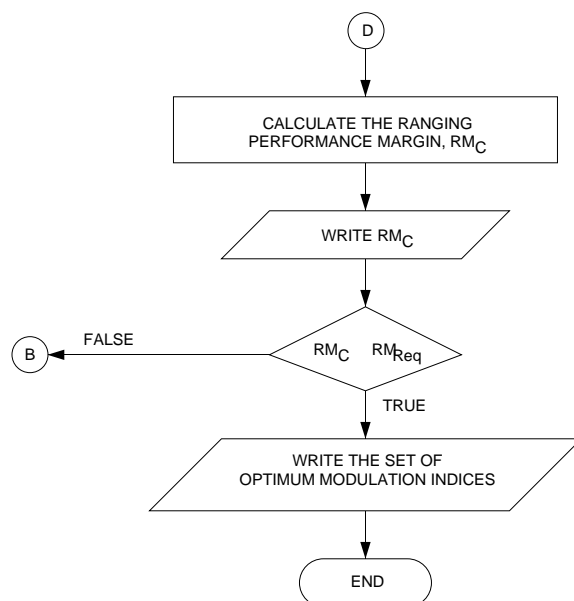 D
CALCULATE THE RANGING
PERFORMANCE MARGIN, RMC
WRITE RMC
FALSE
B
RMC RMReq
TRUE
WRITE THE SET OF
OPTIMUM MODULATION INDICES
END